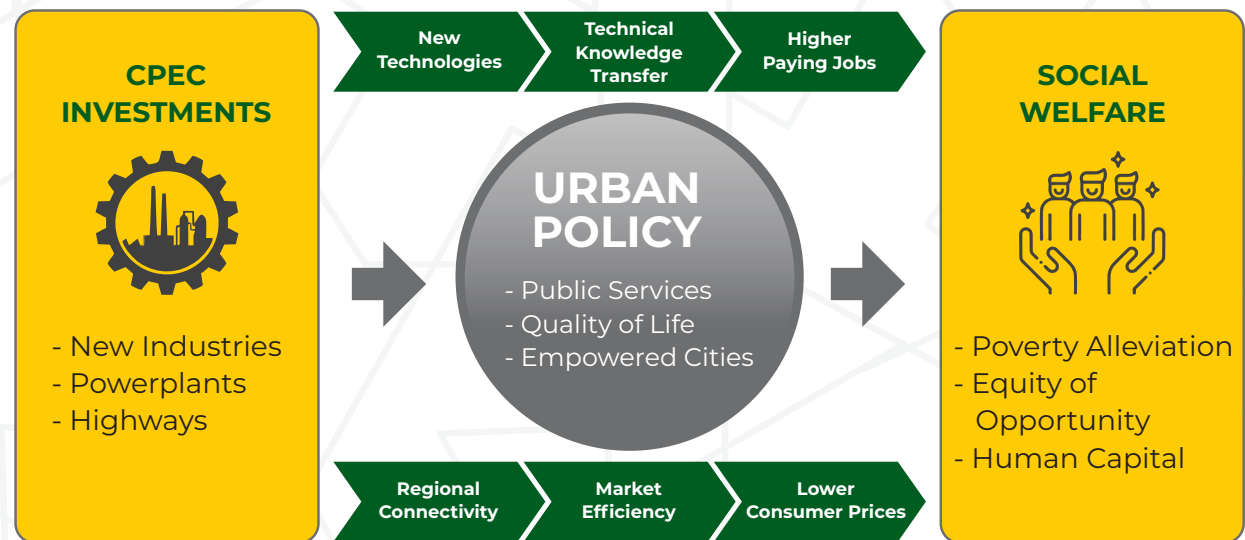 CPEC
INVESTMENTS
- New Industries
- Powerplants
- Highways
New
Technologies
Technical
Knowledge
Transfer
Higher
Paying Jobs
URBAN
POLICY
- Public Services
- Quality of Life
- Empowered Cities
Regional
Connectivity
Market
Efficiency
Lower
Consumer Prices
SOCIAL
WELFARE
- Poverty Alleviation
- Equity of
Opportunity
- Human Capital